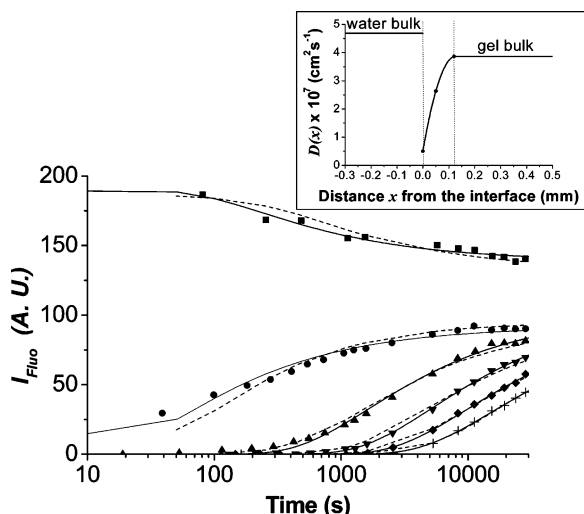 water bulk
gel bulk
D(x) x 10⁷ (cm²s⁻¹)
5
4
3
2
1
0
-0.3 -0.2 -0.1 0.0 0.1 0.2 0.3 0.4 0.5
Distance x from the interface (mm)
I_Fluo (A. U.)
200
150
100
50
0
10 100 1000 10000
Time (s)